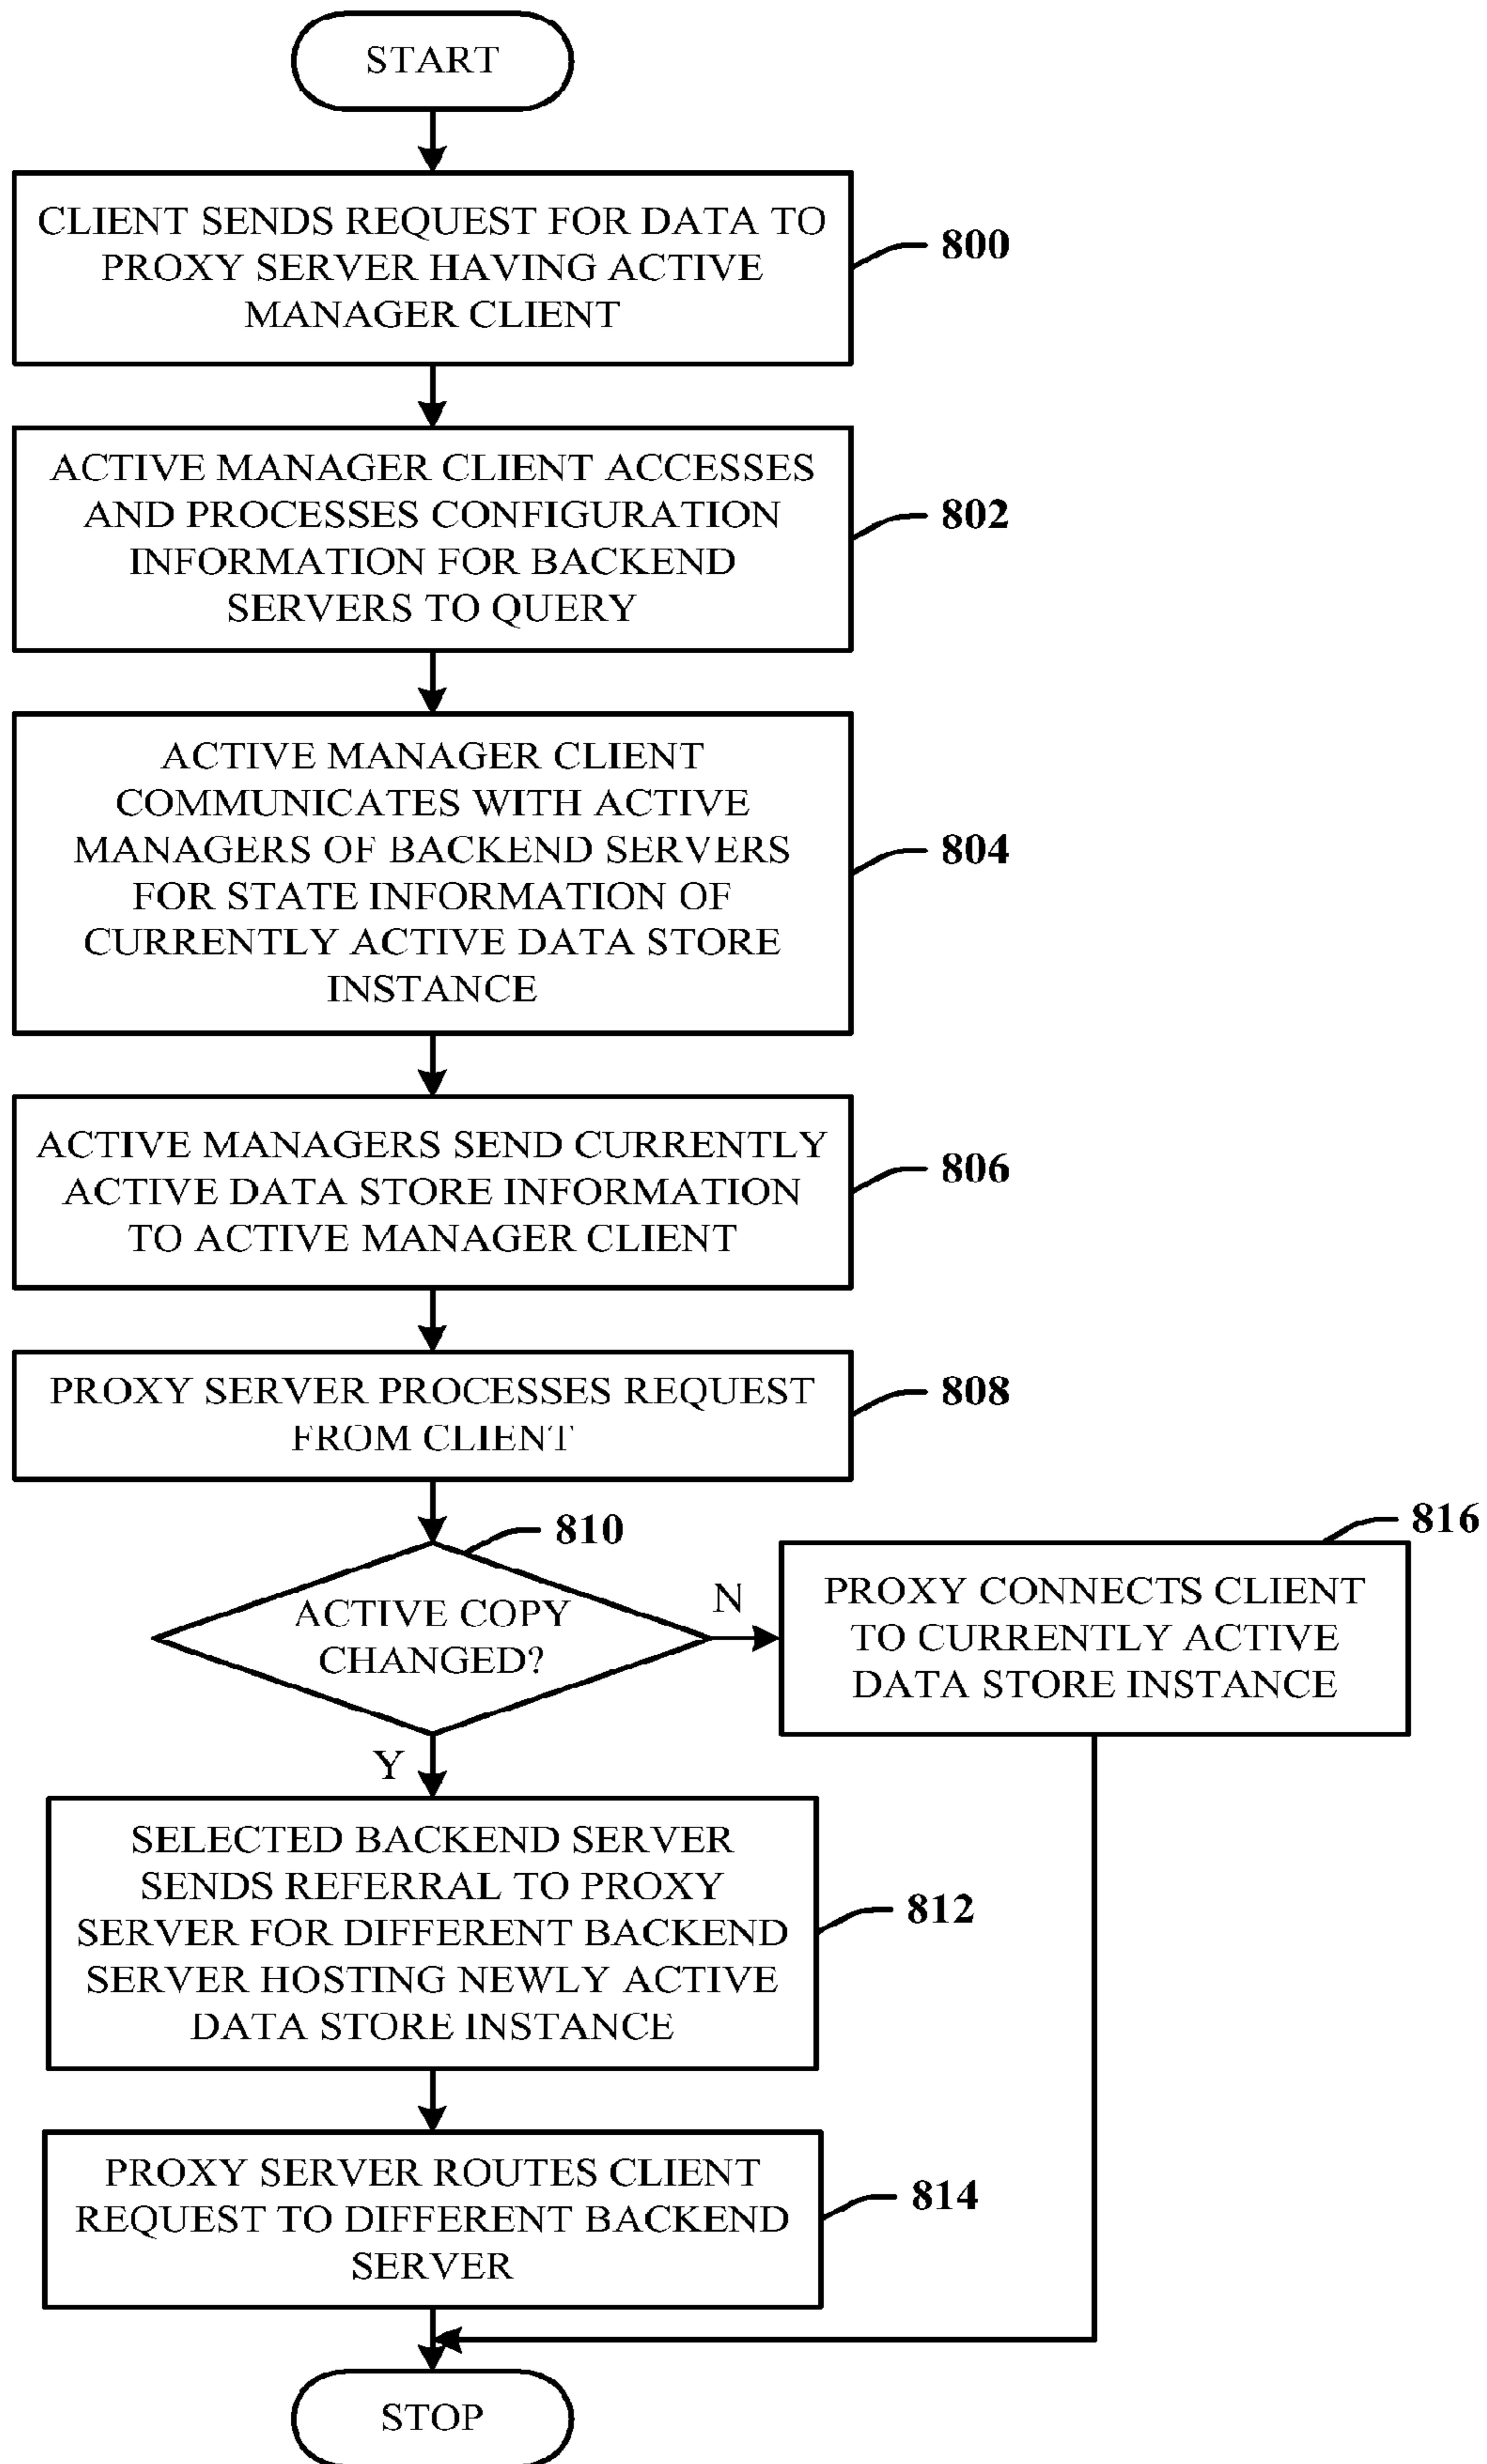 START
CLIENT SENDS REQUEST FOR DATA TO
PROXY SERVER HAVING ACTIVE
MANAGER CLIENT
800
ACTIVE MANAGER CLIENT ACCESSES
AND PROCESSES CONFIGURATION
INFORMATION FOR BACKEND
SERVERS TO QUERY
802
ACTIVE MANAGER CLIENT
COMMUNICATES WITH ACTIVE
MANAGERS OF BACKEND SERVERS
FOR STATE INFORMATION OF
CURRENTLY ACTIVE DATA STORE
INSTANCE
804
ACTIVE MANAGERS SEND CURRENTLY
ACTIVE DATA STORE INFORMATION
TO ACTIVE MANAGER CLIENT
806
PROXY SERVER PROCESSES REQUEST
FROM CLIENT
808
810
ACTIVE COPY
CHANGED?
N
816
PROXY CONNECTS CLIENT
TO CURRENTLY ACTIVE
DATA STORE INSTANCE
Y
SELECTED BACKEND SERVER
SENDS REFERRAL TO PROXY
SERVER FOR DIFFERENT BACKEND
SERVER HOSTING NEWLY ACTIVE
DATA STORE INSTANCE
812
PROXY SERVER ROUTES CLIENT
REQUEST TO DIFFERENT BACKEND
SERVER
814
STOP